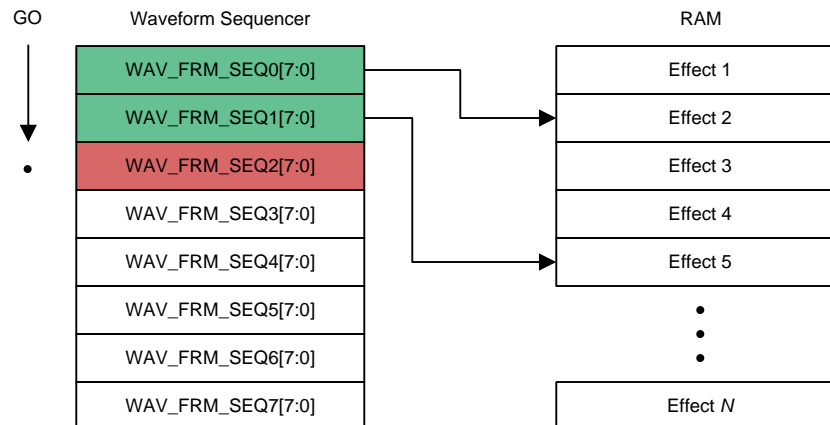 GO
Waveform Sequencer
RAM
WAV_FRM_SEQ0[7:0]
Effect 1
WAV_FRM_SEQ1[7:0]
Effect 2
WAV_FRM_SEQ2[7:0]
Effect 3
WAV_FRM_SEQ3[7:0]
Effect 4
WAV_FRM_SEQ4[7:0]
Effect 5
WAV_FRM_SEQ5[7:0]
WAV_FRM_SEQ6[7:0]
WAV_FRM_SEQ7[7:0]
Effect N